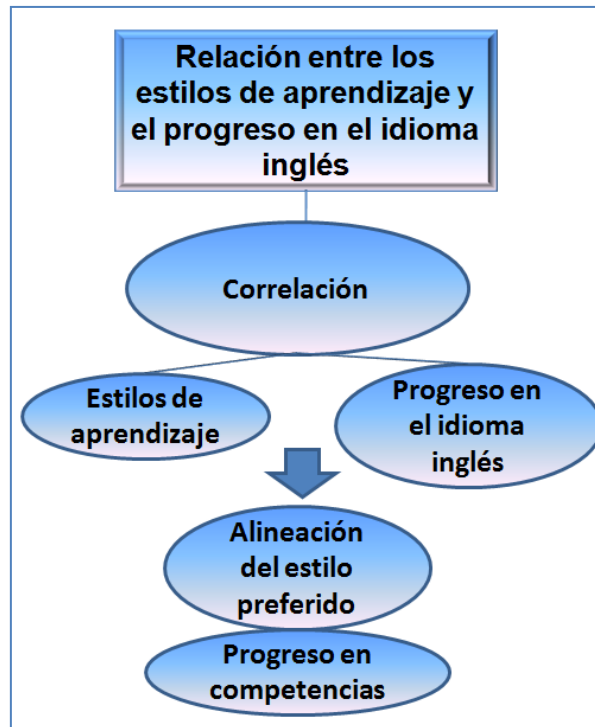 Relación entre los
estilos de aprendizaje y
el progreso en el idioma
inglés
Correlación
Estilos de
aprendizaje
Progreso en
el idioma
inglés
Alineación
del estilo
preferido
Progreso en
competencias